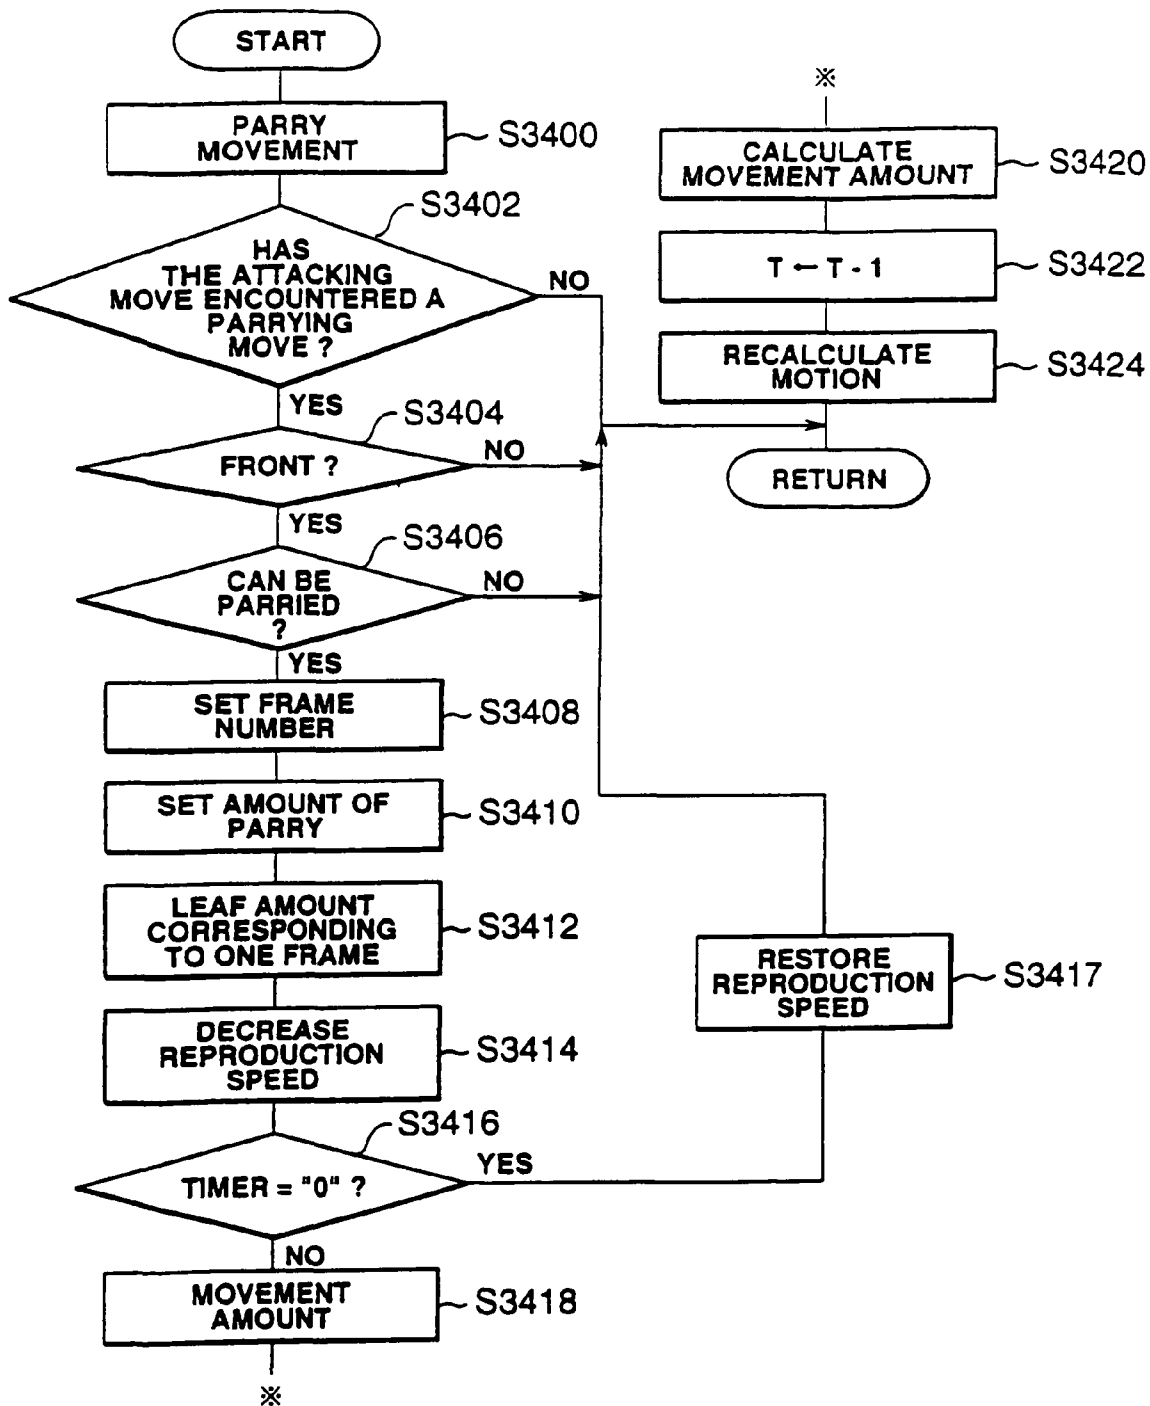 START
PARRY
MOVEMENT
S3400
S3402
HAS
THE ATTACKING
MOVE ENCOUNTERED A
PARRYING
MOVE ?
NO
YES
S3404
FRONT ?
NO
YES
S3406
CAN BE
PARRIED
?
NO
YES
SET FRAME
NUMBER
S3408
SET AMOUNT OF
PARRY
S3410
LEAF AMOUNT
CORRESPONDING
TO ONE FRAME
S3412
DECREASE
REPRODUCTION
SPEED
S3414
S3416
TIMER = "0" ?
YES
NO
MOVEMENT
AMOUNT
S3418
※
※
CALCULATE
MOVEMENT AMOUNT
S3420
T ← T - 1
S3422
RECALCULATE
MOTION
S3424
RETURN
RESTORE
REPRODUCTION
SPEED
S3417